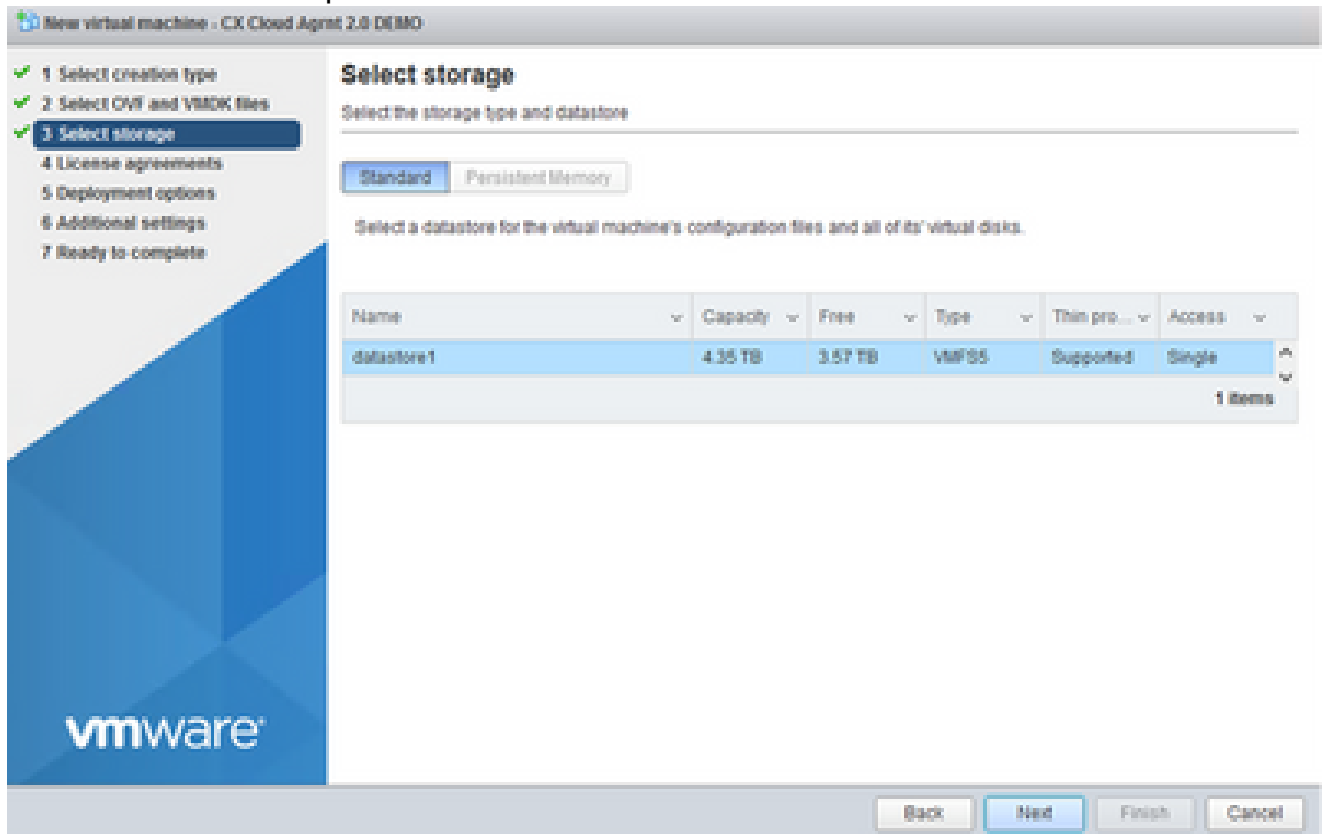 New virtual machine - CX Cloud Agrnt 2.0 DEMO
1 Select creation type
2 Select OVF and VMDK files
3 Select storage
4 License agreements
5 Deployment options
6 Additional settings
7 Ready to complete
vmware
Select storage
Select the storage type and datastore
Standard Persistent Memory
Select a datastore for the virtual machine's configuration files and all of its' virtual disks.
Name Capacity Free Type Thin pro... Access
datastore1 4.35 TB 3.57 TB VMFS5 Supported Single
1 items
Back Next Finish Cancel